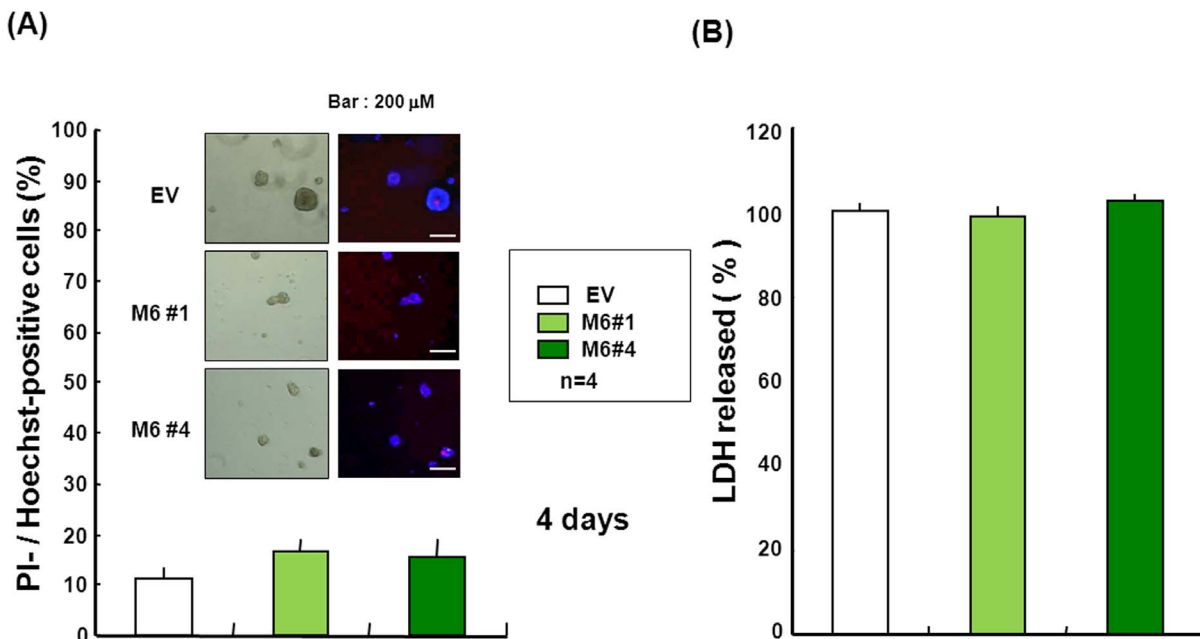 (A)
Bar : 200 µM
PI- / Hoechst-positive cells (%)
100
90
80
70
60
50
40
30
20
10
0
EV
M6 #1
M6 #4
EV
M6#1
M6#4
n=4
4 days
(B)
LDH released ( % )
120
100
80
60
40
20
0